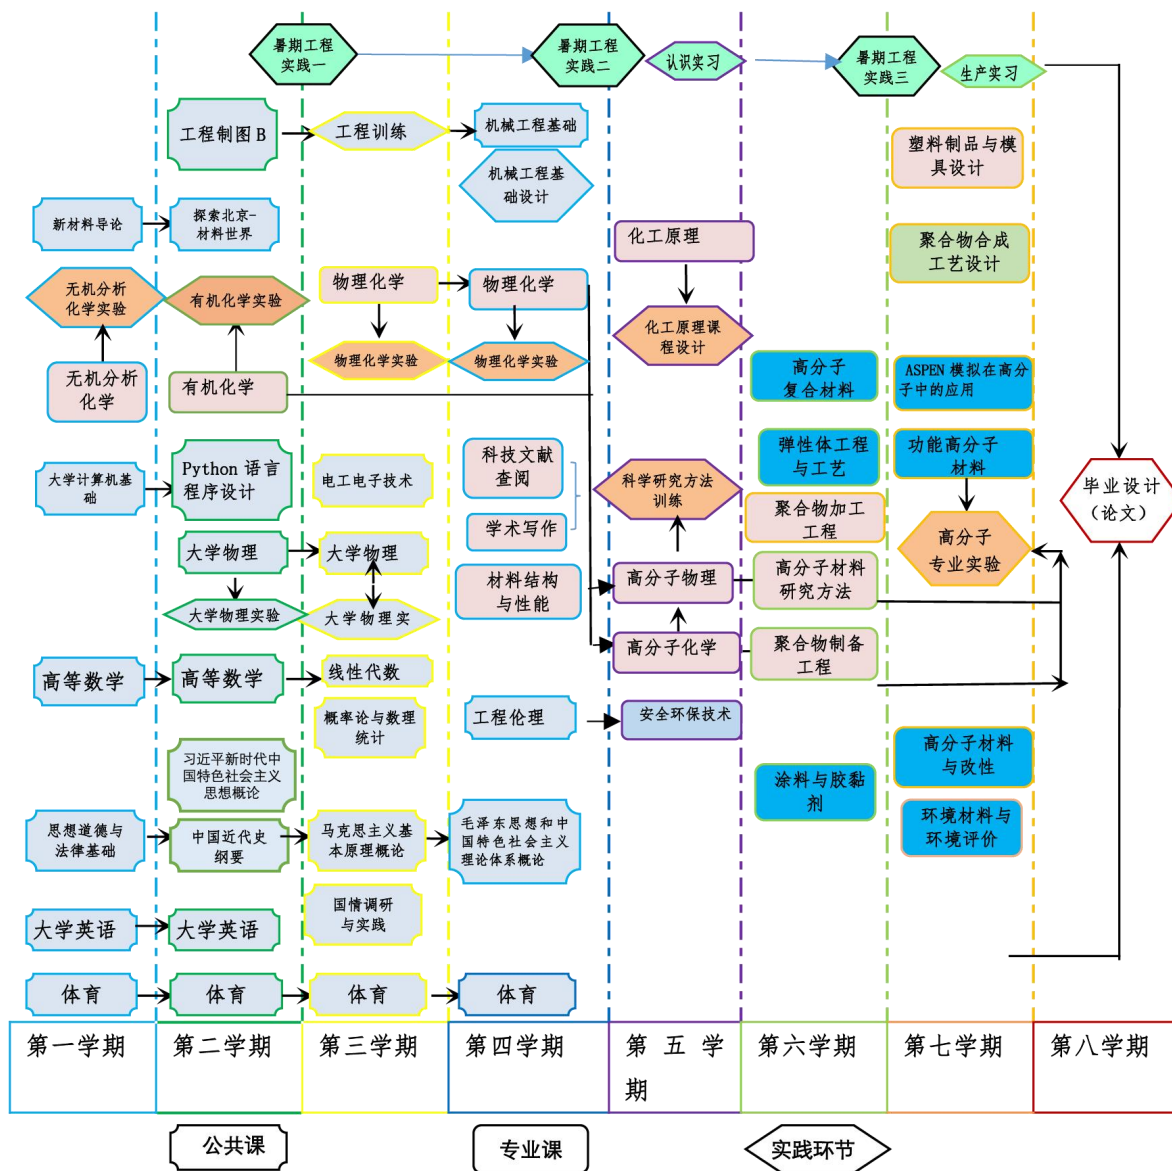 暑期工程
实践一
暑期工程
实践二
认识实习
暑期工程
实践三
生产实习
工程制图 B
工程训练
机械工程基础
机械工程基
础设计
塑料制品与模
具设计
新材料导论
探索北京-
材料世界
化工原理
聚合物合成
工艺设计
无机分析
化学实验
有机化学实验
物理化学
物理化学
化工原理课
程设计
物理化学实验
物理化学实验
无机分析
化学
有机化学
高分子
复合材料
ASPEN 模拟在高分
子中的应用
大学计算机基
础
Python 语言
程序设计
电工电子技术
科技文献
查阅
学术写作
科学研究方法
训练
弹性体工程
与工艺
功能高分子
材料
毕业设计
（论文）
聚合物加工
工程
高分子
专业实验
大学物理
大学物理
材料结构
与性能
高分子物理
高分子材料
研究方法
大学物理实验
大学物理实
高分子化学
聚合物制备
工程
高等数学
高等数学
线性代数
概率论与数理
统计
工程伦理
安全环保技术
高分子材料
与改性
习近平新时代中
国特色社会主义
思想概论
涂料与胶黏
剂
思想道德与
法律基础
中国近代史
纲要
马克思主义基
本原理概论
毛泽东思想和中
国特色社会主义
理论体系概论
环境材料与
环境评价
国情调研
与实践
大学英语
大学英语
体育
体育
体育
体育
第一学期
第二学期
第三学期
第四学期
第 五 学
期
第六学期
第七学期
第八学期
公共课
专业课
实践环节